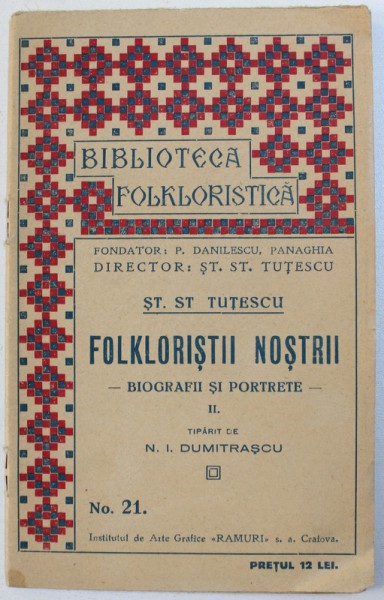 BIBLIOTECA
FOLKLORISTICĂ
FONDATOR: P. DANILESCU, PANAGHIA
DIRECTOR: ŞT. ST. TUŢESCU
ŞT. ST TUŢESCU
FOLKLORIŞTII NOŞTRII
— BIOGRAFII ŞI PORTRETE —
II.
TIPĂRIT DE
N. I. DUMITRAŞCU
No. 21.
Institutul de Arte Grafice «RAMURI» s. a. Craiova.
PREŢUL 12 LEI.